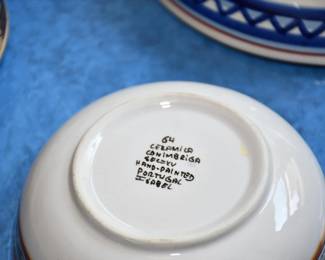 64
CERAMICA
CONIMBRIGA
HAND-PAINTED
PORTUGAL
ISABEL